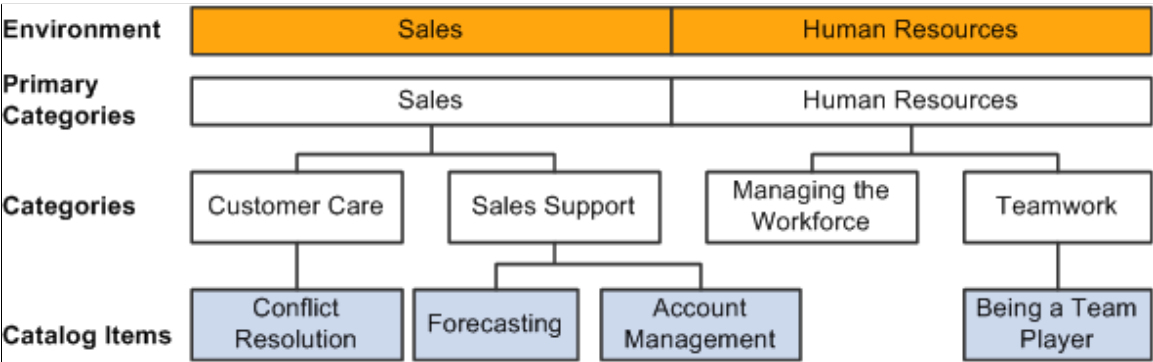 Environment
Sales
Human Resources
Primary
Categories
Sales
Human Resources
Categories
Customer Care
Sales Support
Managing the
Workforce
Teamwork
Catalog Items
Conflict
Resolution
Forecasting
Account
Management
Being a Team
Player